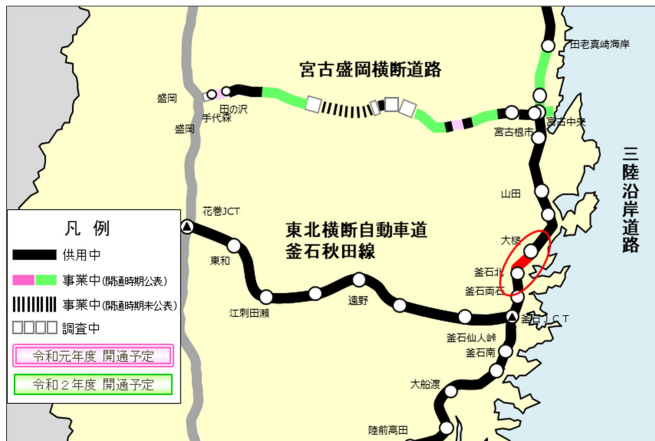 田老真崎海岸
宮古盛岡横断道路
盛岡
田の沢
手代森
盛岡
宮古中央
宮古根市
三陸沿岸道路
山田
花巻JCT
大槌
東北横断自動車道
釜石秋田線
東和
釜石北
遠野
釜石両石
江刺田瀬
釜石JCT
釜石仙人峠
釜石南
大船渡
陸前高田
凡 例
供用中
事業中(開通時期公表)
事業中(開通時期未公表)
調査中
令和元年度 開通予定
令和２年度 開通予定